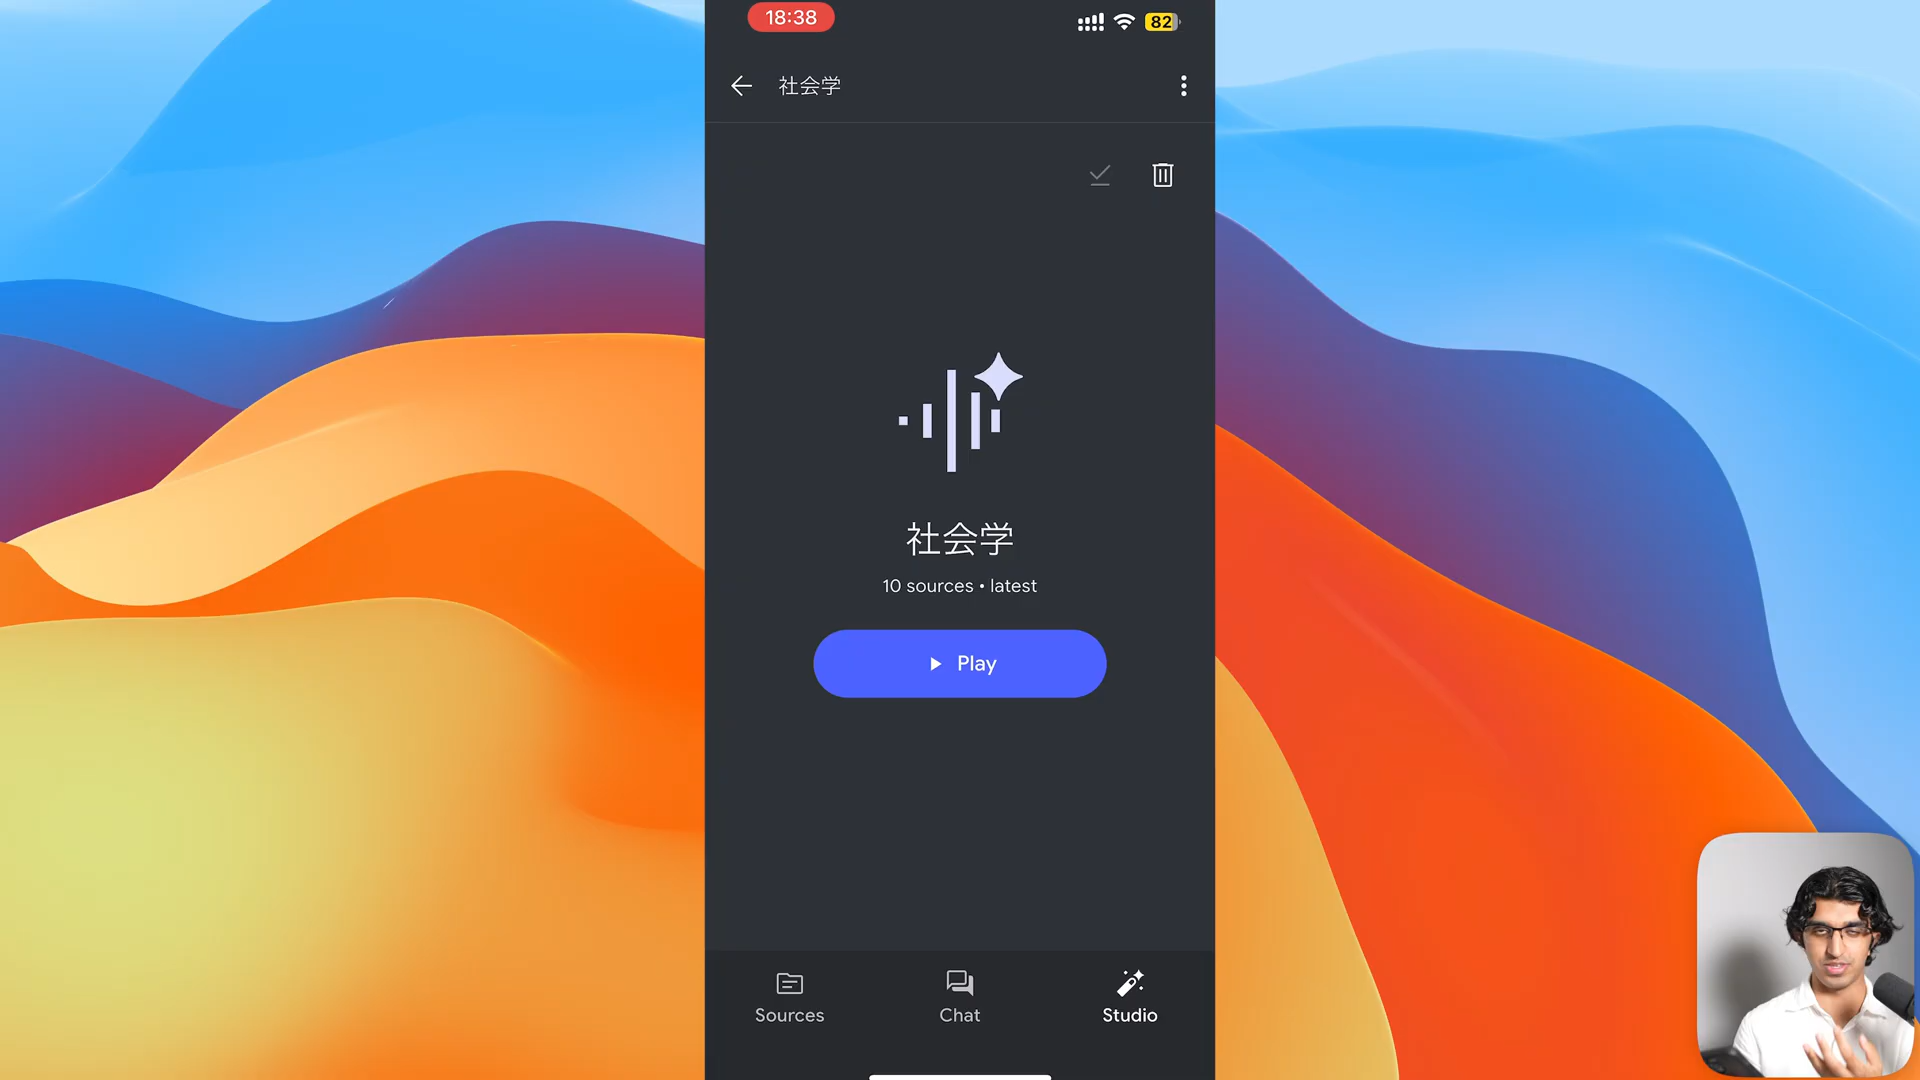 18:38
82
社会学
社会学
10 sources • latest
Play
Sources
Chat
Studio